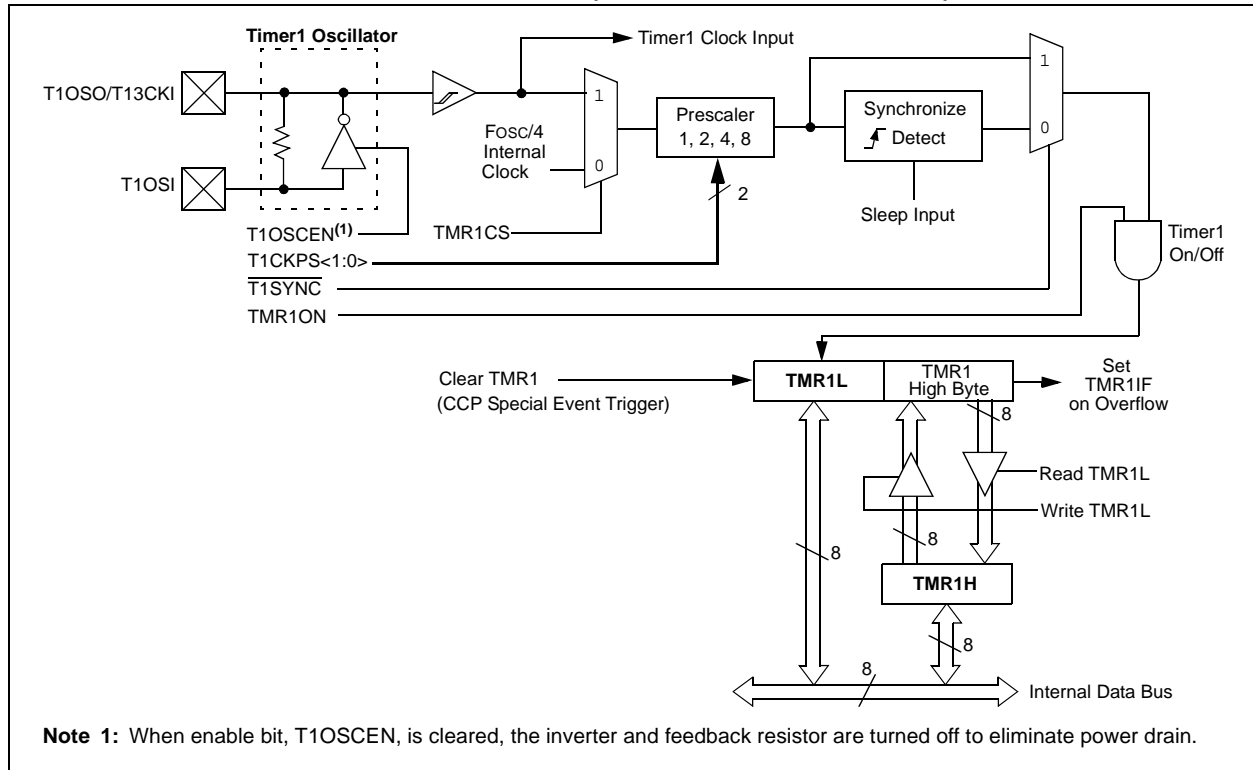 Timer1 Oscillator
Timer1 Clock Input
T1OSO/T13CKI
T1OSI
FOSC/4
Internal
Clock
1
0
Prescaler
1, 2, 4, 8
2
Synchronize
Detect
Sleep Input
1
0
T1OSCEN(1)
TMR1CS
T1CKPS<1:0>
T1SYNC
TMR1ON
Timer1
On/Off
Clear TMR1
(CCP Special Event Trigger)
TMR1L
TMR1
High Byte
Set
TMR1IF
on Overflow
8
Read TMR1L
Write TMR1L
8
8
TMR1H
8
8
Internal Data Bus
Note 1: When enable bit, T1OSCEN, is cleared, the inverter and feedback resistor are turned off to eliminate power drain.